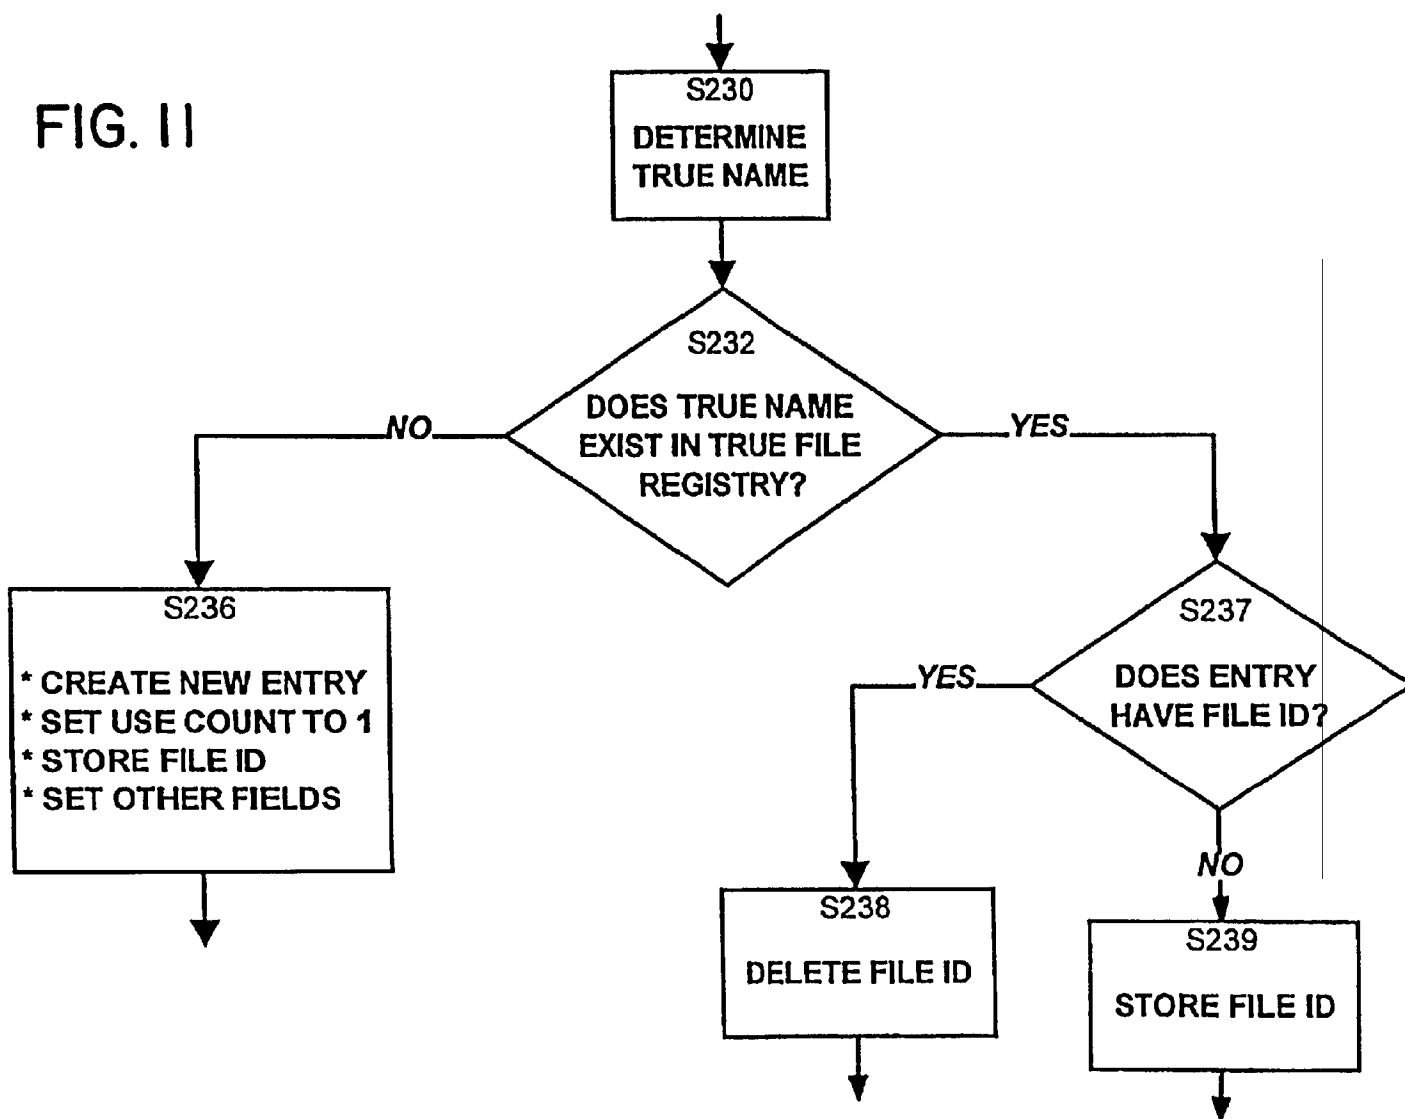 FIG. 11
S230
DETERMINE
TRUE NAME
S232
DOES TRUE NAME
EXIST IN TRUE FILE
REGISTRY?
NO
YES
S236
* CREATE NEW ENTRY
* SET USE COUNT TO 1
* STORE FILE ID
* SET OTHER FIELDS
S237
DOES ENTRY
HAVE FILE ID?
YES
NO
S238
DELETE FILE ID
S239
STORE FILE ID